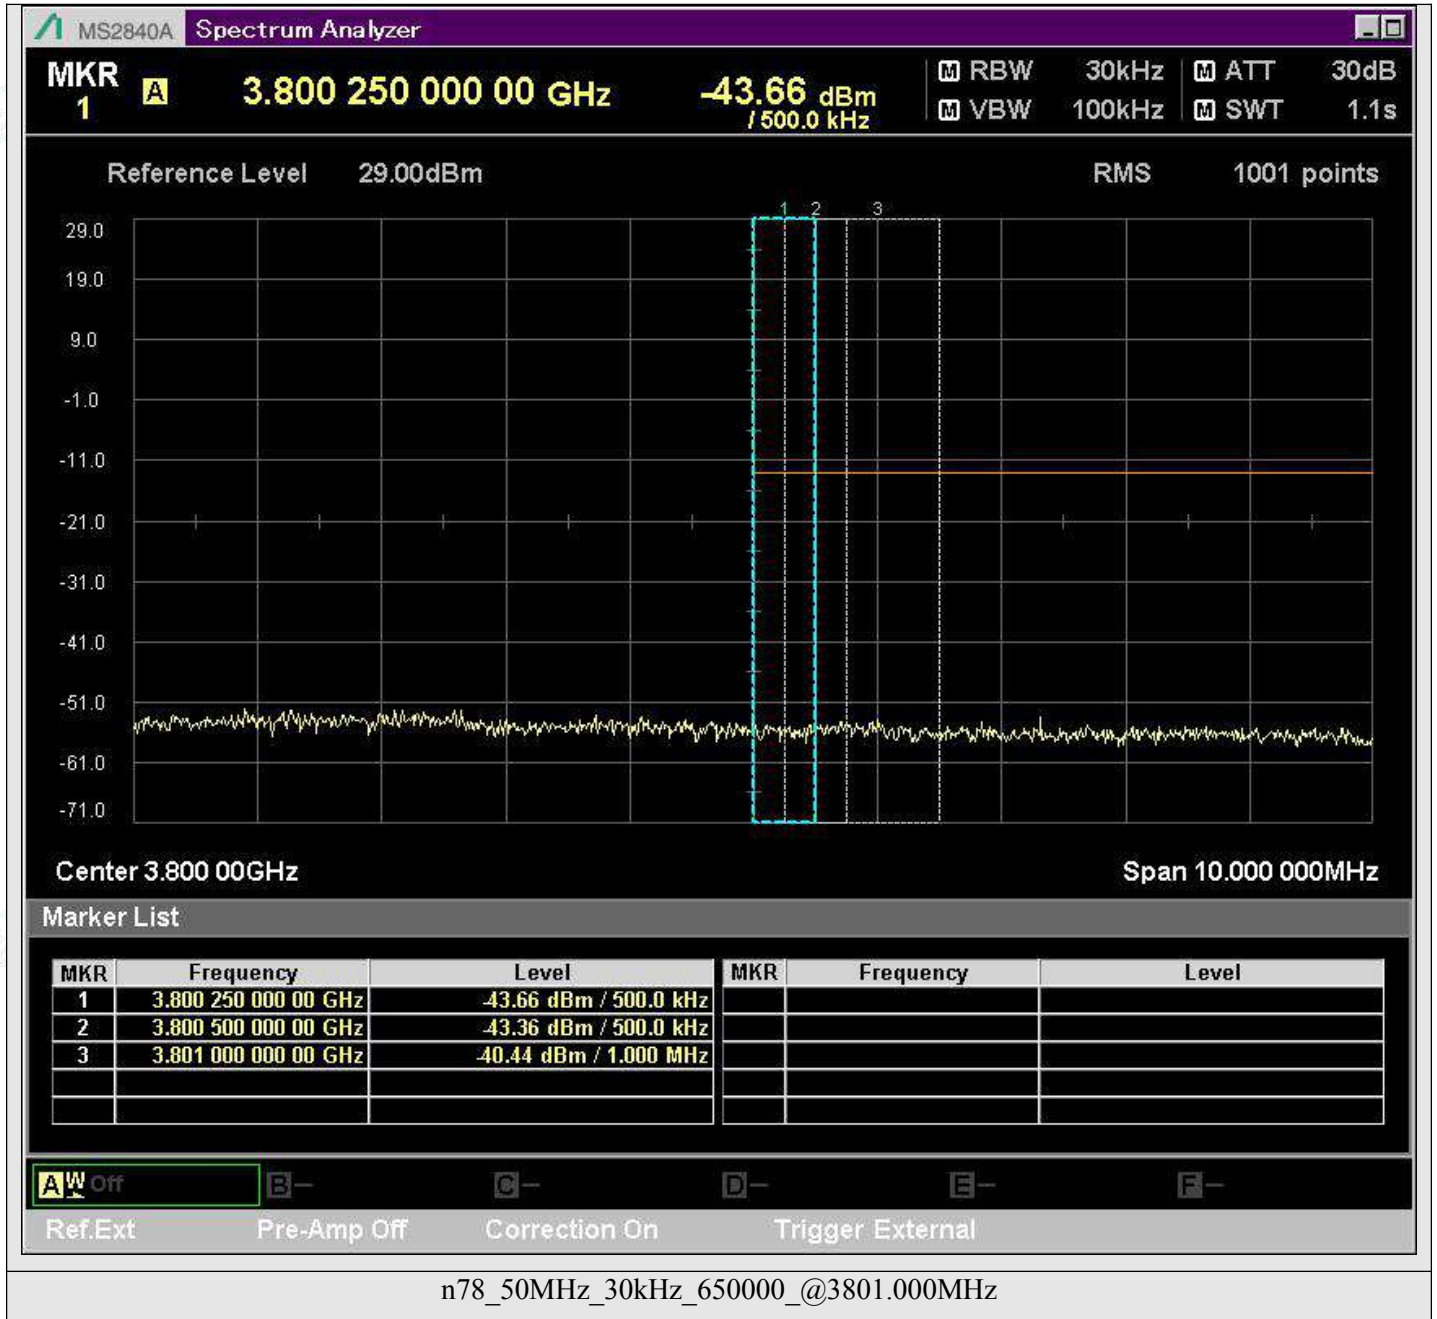 MS2840A Spectrum Analyzer
MKR 1 A 3.800 250 000 00 GHz -43.66 dBm / 500.0 kHz
M RBW 30kHz M ATT 30dB
M VBW 100kHz M SWT 1.1s
Reference Level 29.00dBm RMS 1001 points
1 2 3
29.0
19.0
9.0
-1.0
-11.0
-21.0
-31.0
-41.0
-51.0
-61.0
-71.0
Center 3.800 00GHz Span 10.000 000MHz
Marker List
MKR Frequency Level MKR Frequency Level
1 3.800 250 000 00 GHz -43.66 dBm / 500.0 kHz
2 3.800 500 000 00 GHz -43.36 dBm / 500.0 kHz
3 3.801 000 000 00 GHz -40.44 dBm / 1.000 MHz
A W Off B – C – D – E – F –
Ref.Ext Pre-Amp Off Correction On Trigger External
n78_50MHz_30kHz_650000_@3801.000MHz